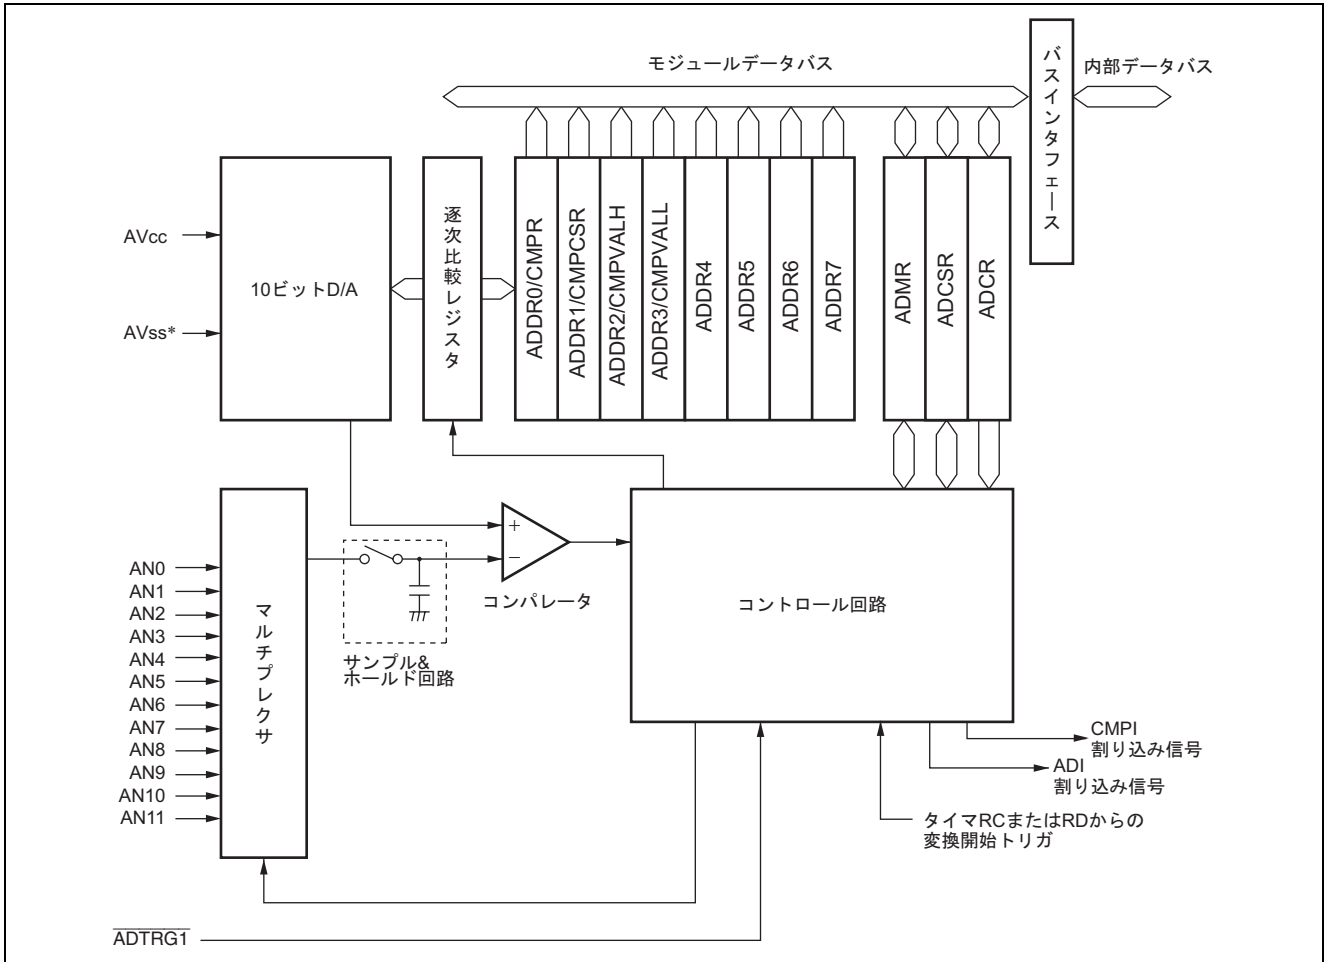 モジュールデータバス
バスインタフェース
内部データバス
AVcc
AVss*
10ビットD/A
逐次比較レジスタ
ADDR0/CMPR
ADDR1/CMPCSR
ADDR2/CMPVALH
ADDR3/CMPVALL
ADDR4
ADDR5
ADDR6
ADDR7
ADMR
ADCSR
ADCR
AN0
AN1
AN2
AN3
AN4
AN5
AN6
AN7
AN8
AN9
AN10
AN11
マルチプレクサ
サンプル&
ホールド回路
+
−
コンパレータ
コントロール回路
CMPI
割り込み信号
ADI
割り込み信号
タイマRCまたはRDからの
変換開始トリガ
ADTRG1